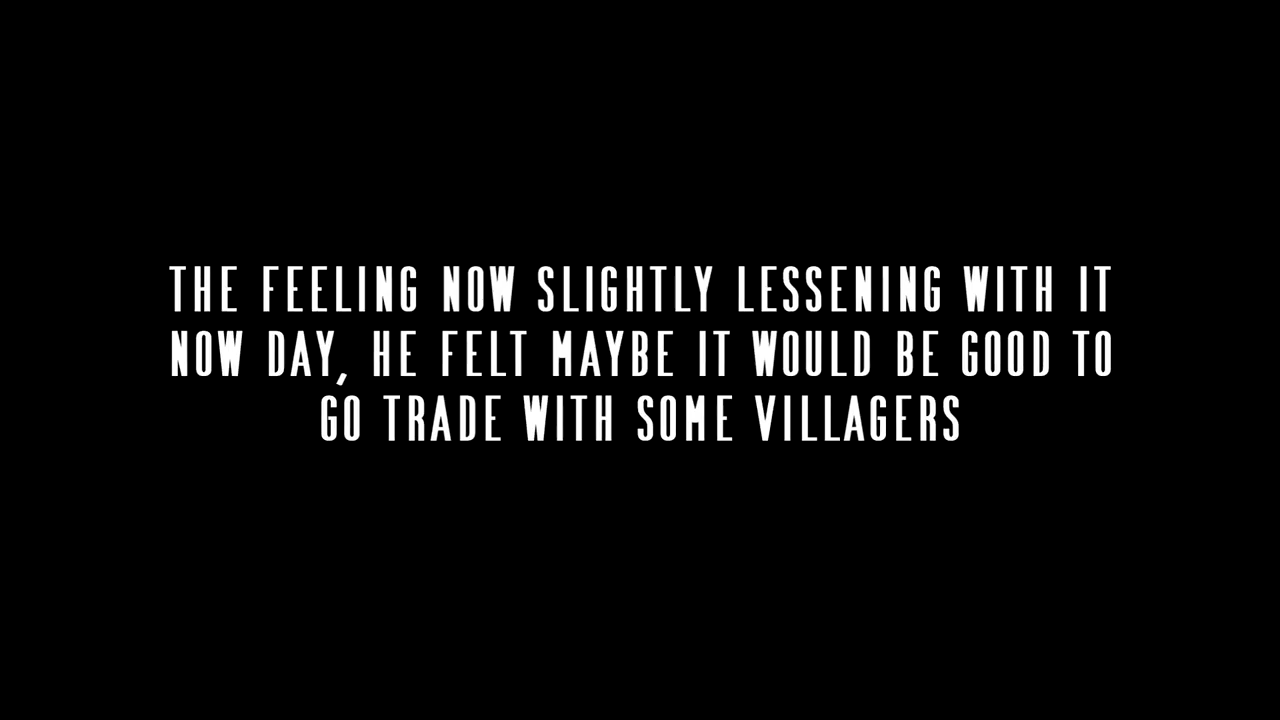 THE FEELING NOW SLIGHTLY LESSENING WITH IT
NOW DAY, HE FELT MAYBE IT WOULD BE GOOD TO
GO TRADE WITH SOME VILLAGERS